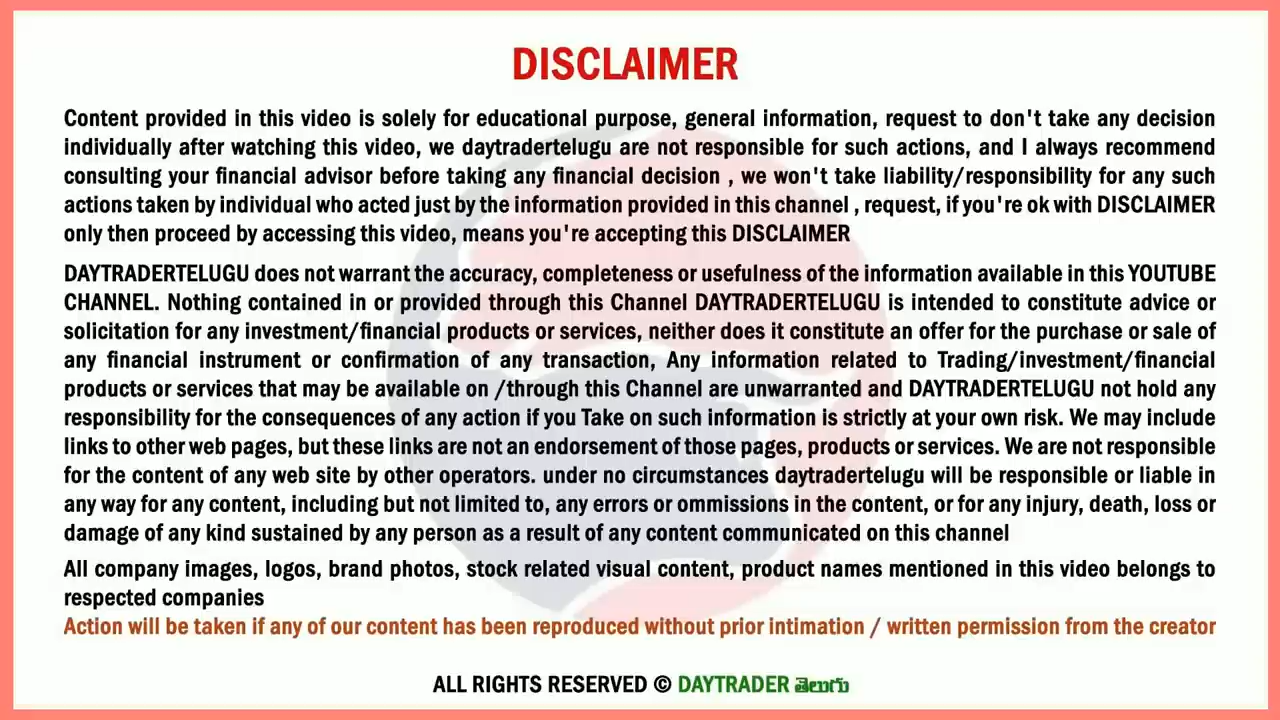 DISCLAIMER
Content provided in this video is solely for educational purpose, general information, request to don't take any decision
individually after watching this video, we daytradertelugu are not responsible for such actions, and I always recommend
consulting your financial advisor before taking any financial decision , we won't take liability/responsibility for any such
actions taken by individual who acted just by the information provided in this channel , request, if you're ok with DISCLAIMER
only then proceed by accessing this video, means you're accepting this DISCLAIMER
DAYTRADERTELUGU does not warrant the accuracy, completeness or usefulness of the information available in this YOUTUBE
CHANNEL. Nothing contained in or provided through this Channel DAYTRADERTELUGU is intended to constitute advice or
solicitation for any investment/financial products or services, neither does it constitute an offer for the purchase or sale of
any financial instrument or confirmation of any transaction, Any information related to Trading/investment/financial
products or services that may be available on /through this Channel are unwarranted and DAYTRADERTELUGU not hold any
responsibility for the consequences of any action if you Take on such information is strictly at your own risk. We may include
links to other web pages, but these links are not an endorsement of those pages, products or services. We are not responsible
for the content of any web site by other operators. under no circumstances daytradertelugu will be responsible or liable in
any way for any content, including but not limited to, any errors or ommissions in the content, or for any injury, death, loss or
damage of any kind sustained by any person as a result of any content communicated on this channel
All company images, logos, brand photos, stock related visual content, product names mentioned in this video belongs to
respected companies
Action will be taken if any of our content has been reproduced without prior intimation / written permission from the creator
ALL RIGHTS RESERVED © DAYTRADER తెలుగు